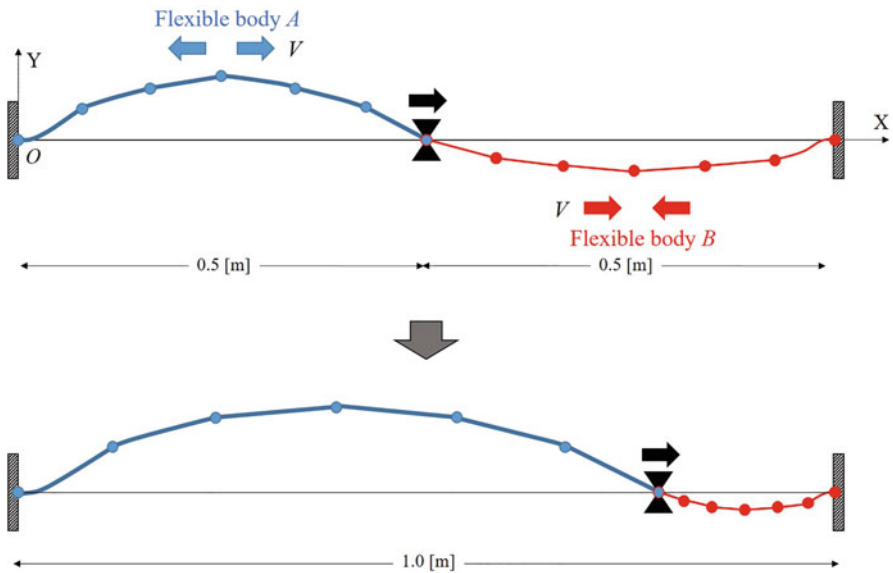 Flexible body A
V
Y
X
O
V
Flexible body B
0.5 [m]
0.5 [m]
1.0 [m]